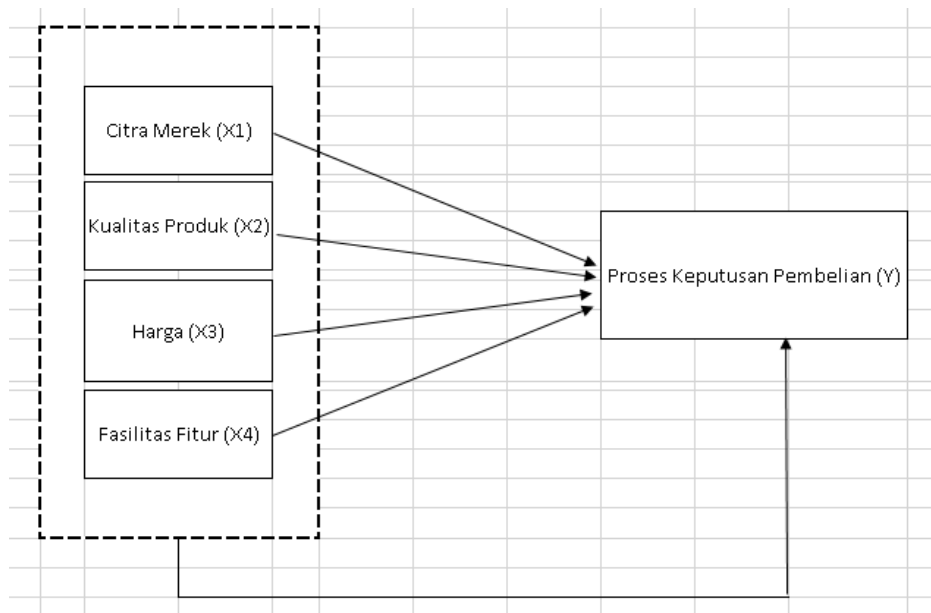 Citra Merek (X1)
Kualitas Produk (X2)
Proses Keputusan Pembelian (Y)
Harga (X3)
Fasilitas Fitur (X4)